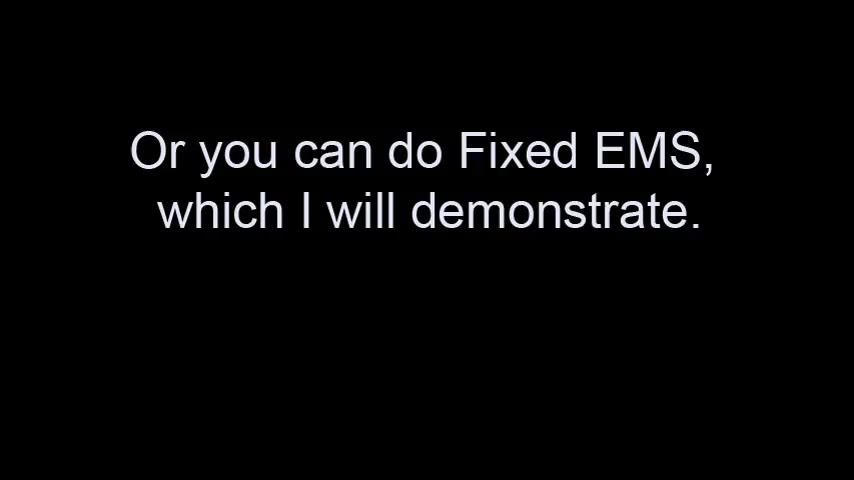 Or you can do Fixed EMS,
which I will demonstrate.